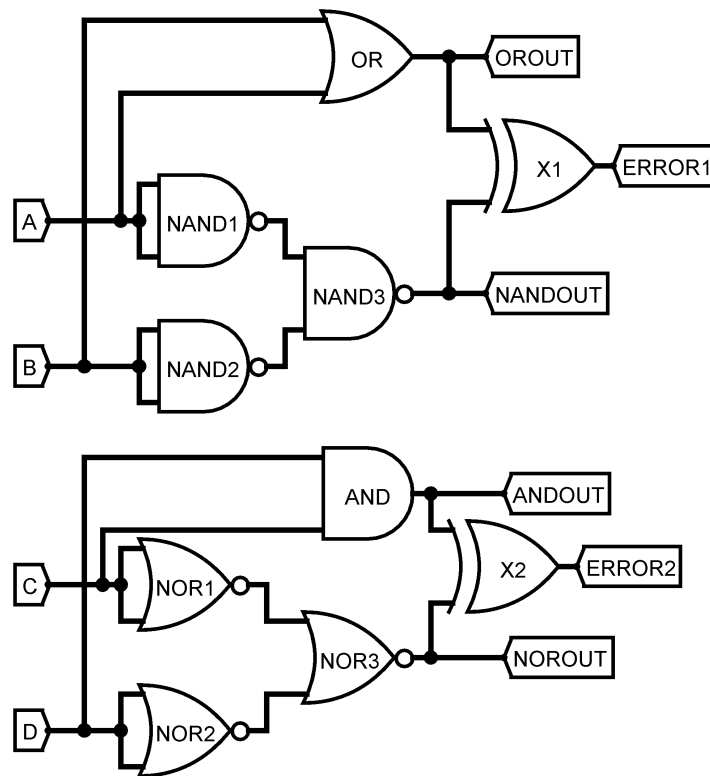 OR
OROUT
X1
ERROR1
A
NAND1
NAND3
NANDOUT
B
NAND2
AND
ANDOUT
X2
ERROR2
C
NOR1
NOR3
NOROUT
D
NOR2